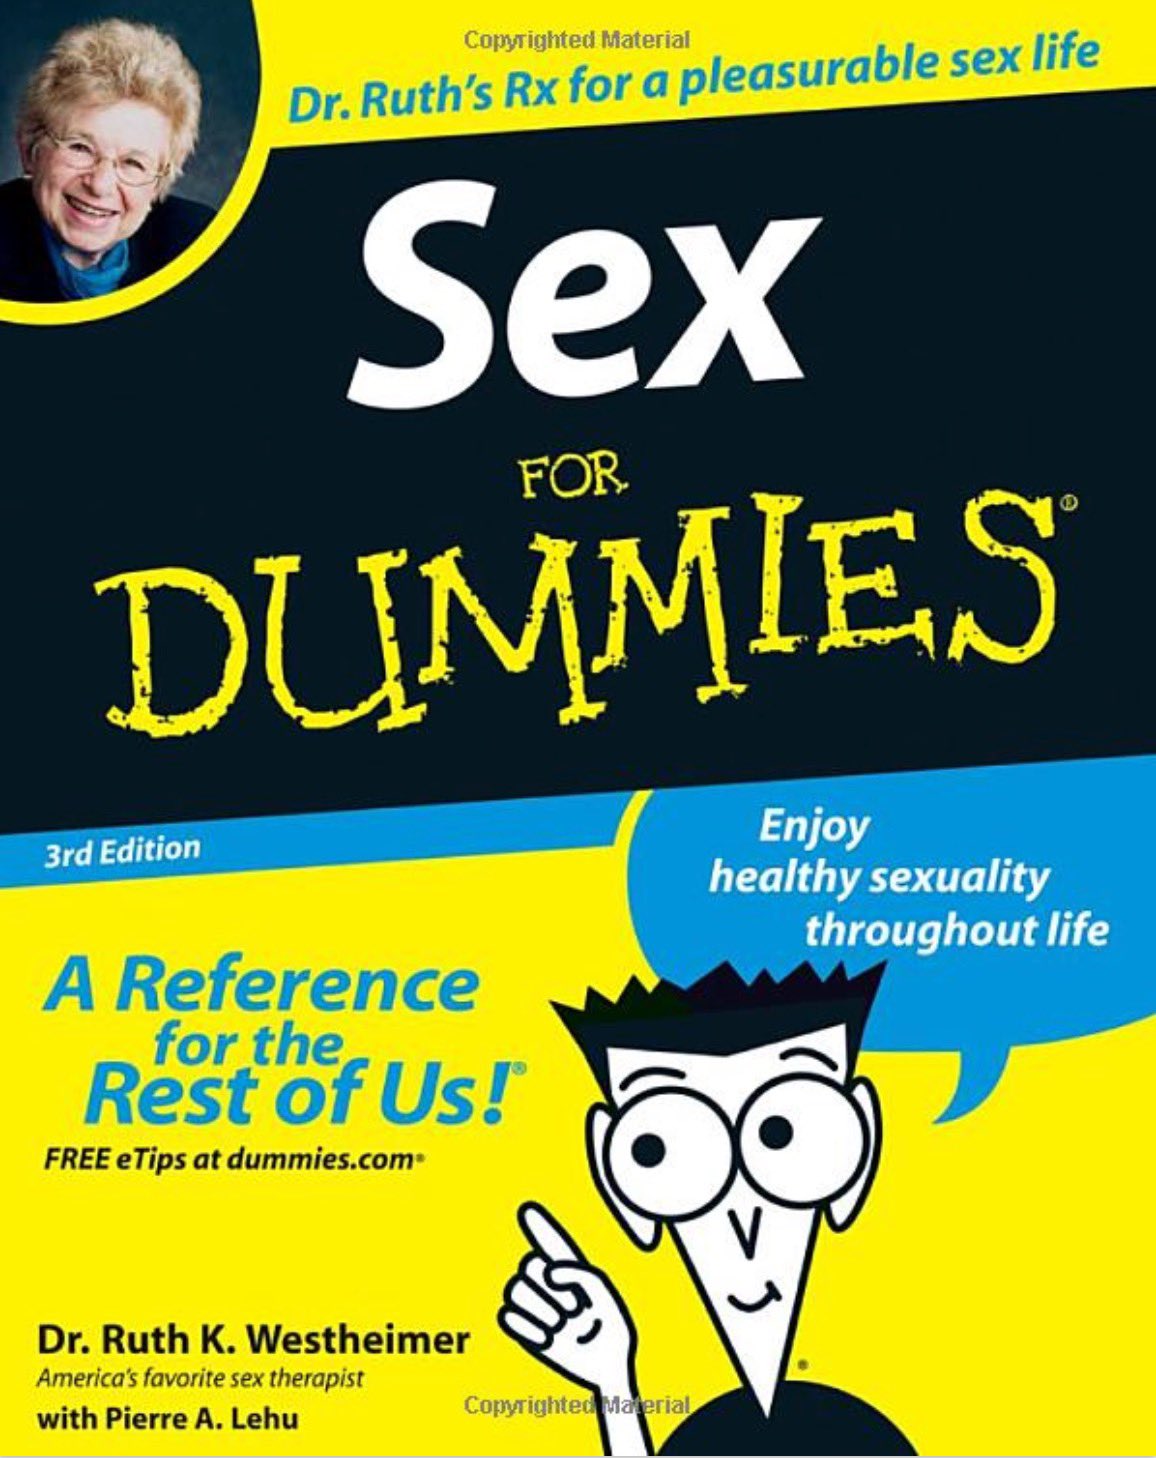 Copyrighted Material
Dr. Ruth's Rx for a pleasurable sex life
Sex
FOR
DUMMIES®
3rd Edition
Enjoy
healthy sexuality
throughout life
A Reference
for the
Rest of Us!®
FREE eTips at dummies.com®
Dr. Ruth K. Westheimer
America's favorite sex therapist
with Pierre A. Lehu
®
Copyrighted Material